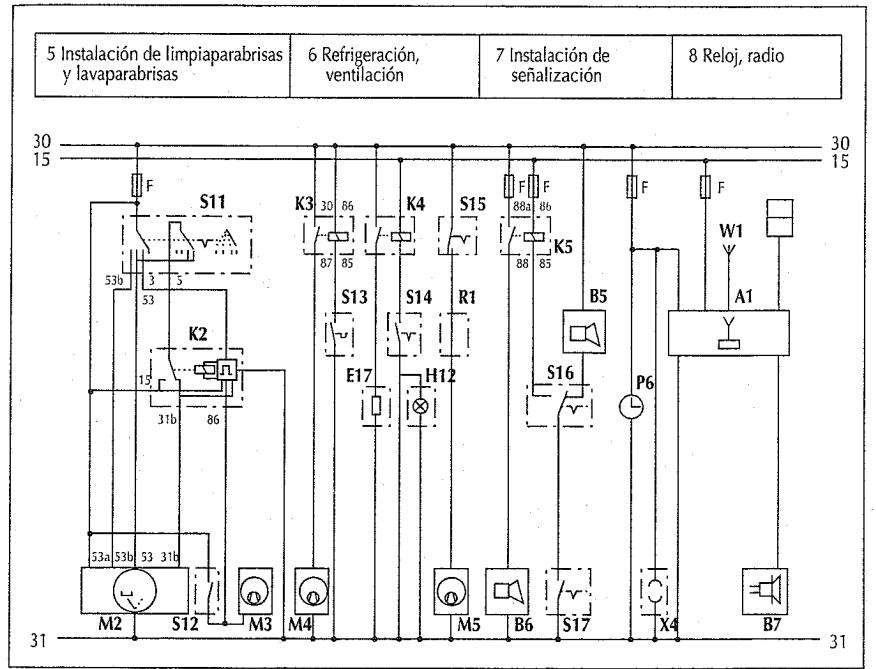 5 Instalación de limpiaparabrisas
y lavaparabrisas
6 Refrigeración,
ventilación
7 Instalación de
señalización
8 Reloj, radio
30
30
15
15
F
F
F
F
F
S11
K3
30
86
K4
S15
88a
86
K5
W1
87
85
88
85
53b
3
5
53
S13
S14
R1
B5
A1
K2
15
E17
H12
S16
P6
31b
86
53a
53b
53
31b
M2
S12
M3
M4
M5
B6
S17
X4
B7
31
31